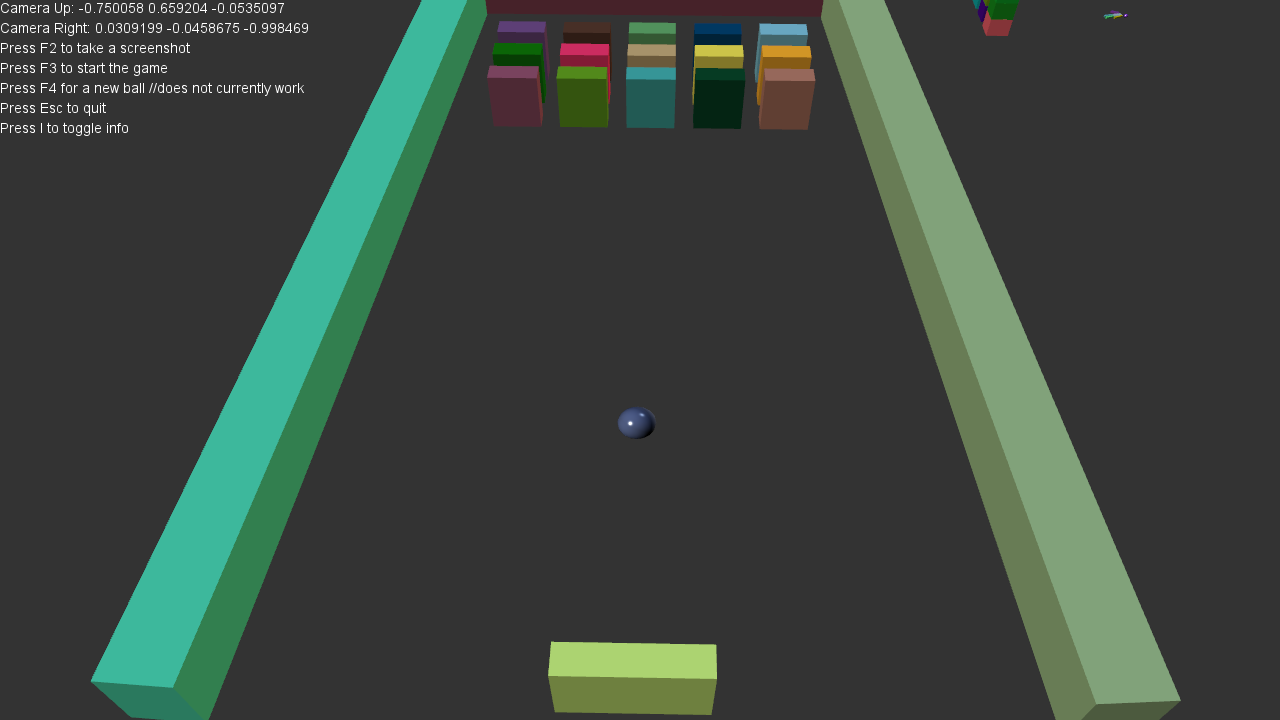 Camera Up: -0.750058 0.659204 -0.0535097
Camera Right: 0.0309199 -0.0458675 -0.998469
Press F2 to take a screenshot
Press F3 to start the game
Press F4 for a new ball //does not currently work
Press Esc to quit
Press I to toggle info